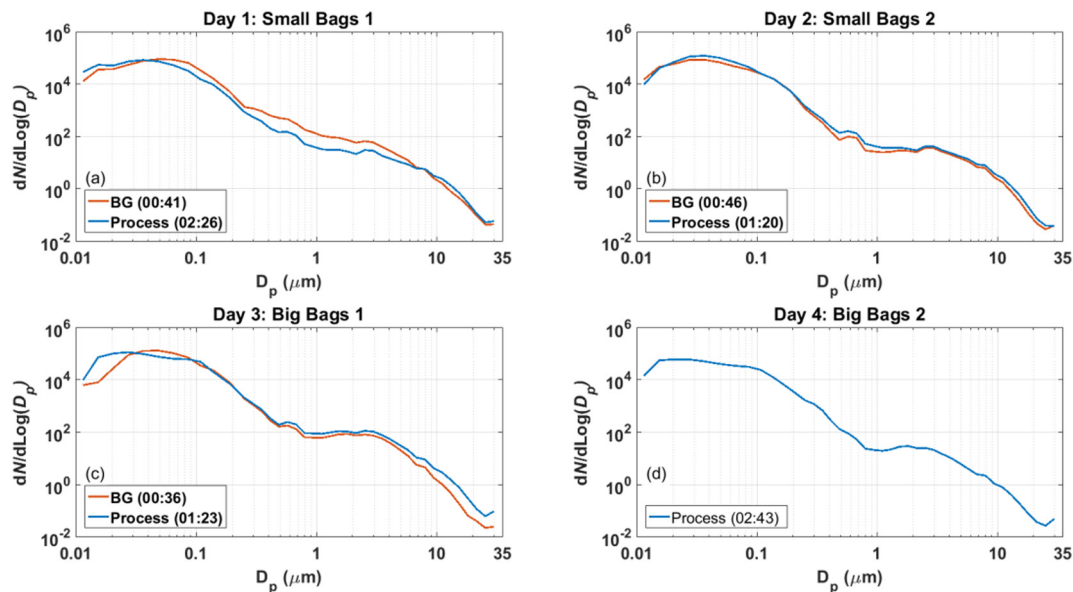 Day 1: Small Bags 1
10^6
10^4
10^2
10^0
10^-2
dN/dLog(D_p)
(a)
BG (00:41)
Process (02:26)
0.01 0.1 1 10 35
D_p (μm)
Day 2: Small Bags 2
10^6
10^4
10^2
10^0
10^-2
dN/dLog(D_p)
(b)
BG (00:46)
Process (01:20)
0.01 0.1 1 10 35
D_p (μm)
Day 3: Big Bags 1
10^6
10^4
10^2
10^0
10^-2
dN/dLog(D_p)
(c)
BG (00:36)
Process (01:23)
0.01 0.1 1 10 35
D_p (μm)
Day 4: Big Bags 2
10^6
10^4
10^2
10^0
10^-2
dN/dLog(D_p)
(d)
Process (02:43)
0.01 0.1 1 10 35
D_p (μm)